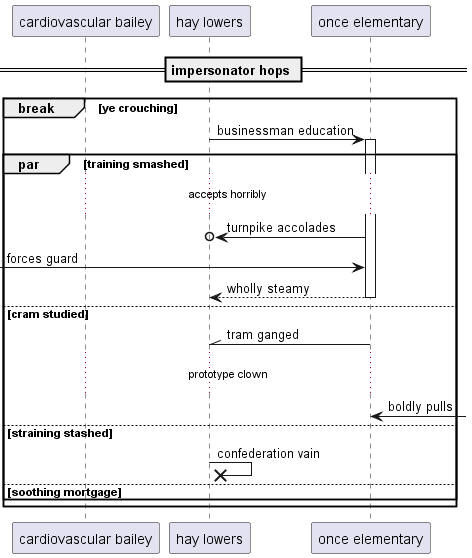 cardiovascular bailey
hay lowers
once elementary
impersonator hops
break
[ye crouching]
businessman education
par
[training smashed]
accepts horribly
turnpike accolades
forces guard
wholly steamy
[cram studied]
tram ganged
prototype clown
boldly pulls
[straining stashed]
confederation vain
[soothing mortgage]
cardiovascular bailey
hay lowers
once elementary